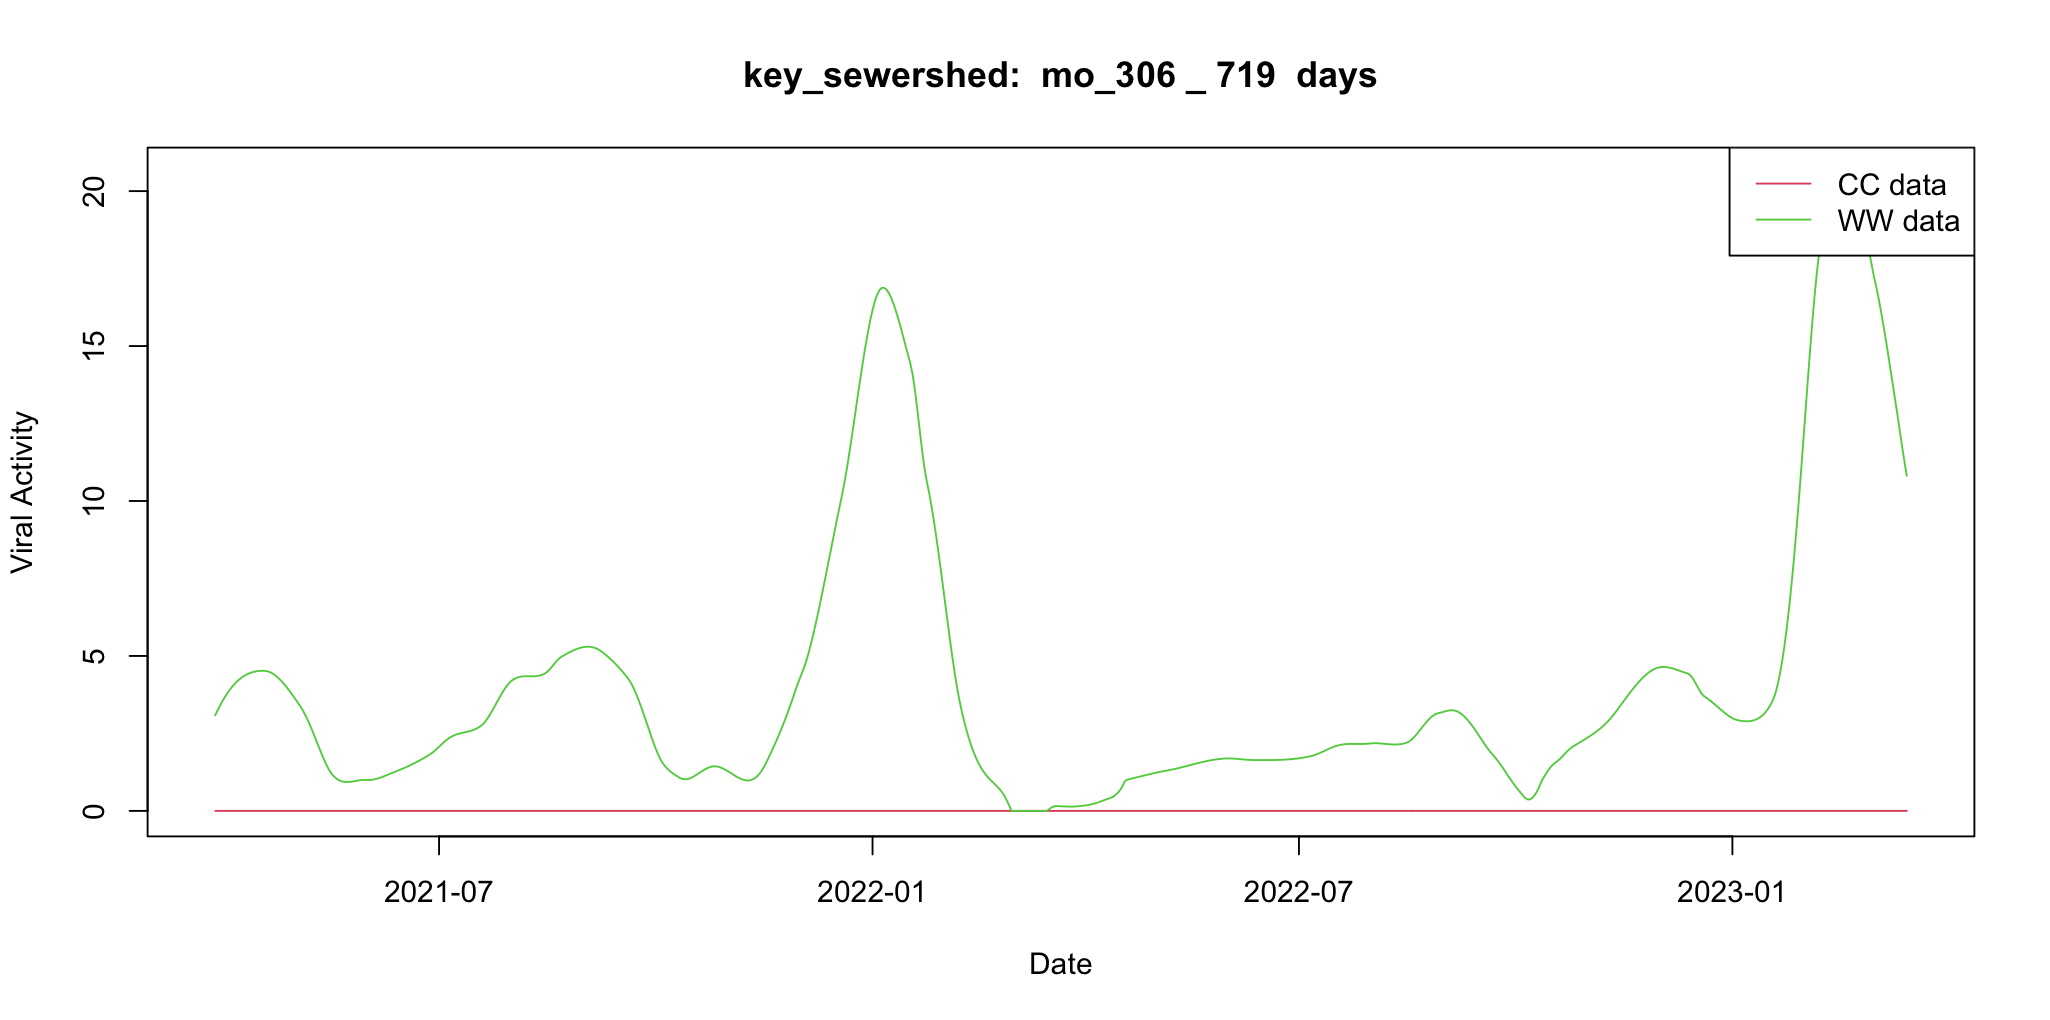 key_sewershed: mo_306 _ 719 days
CC data
WW data
20
15
10
5
0
Viral Activity
2021-07
2022-01
2022-07
2023-01
Date